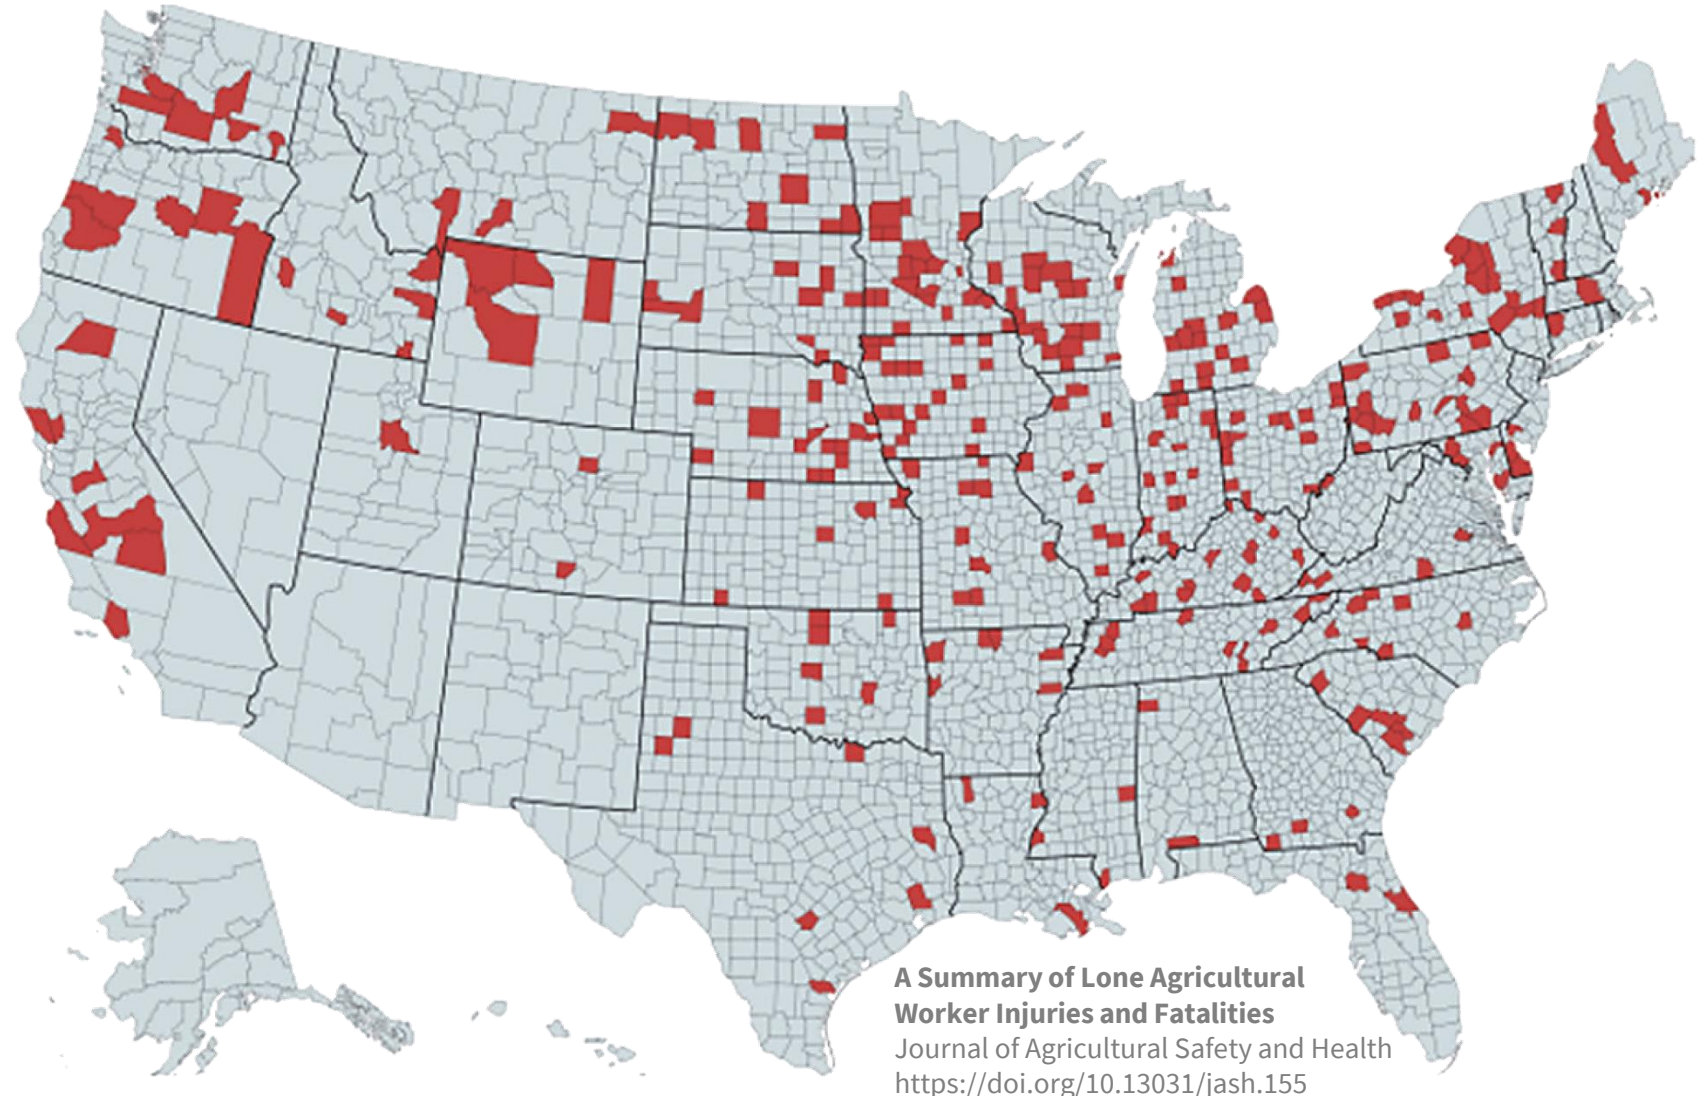 A Summary of Lone Agricultural
Worker Injuries and Fatalities
Journal of Agricultural Safety and Health
https://doi.org/10.13031/jash.155